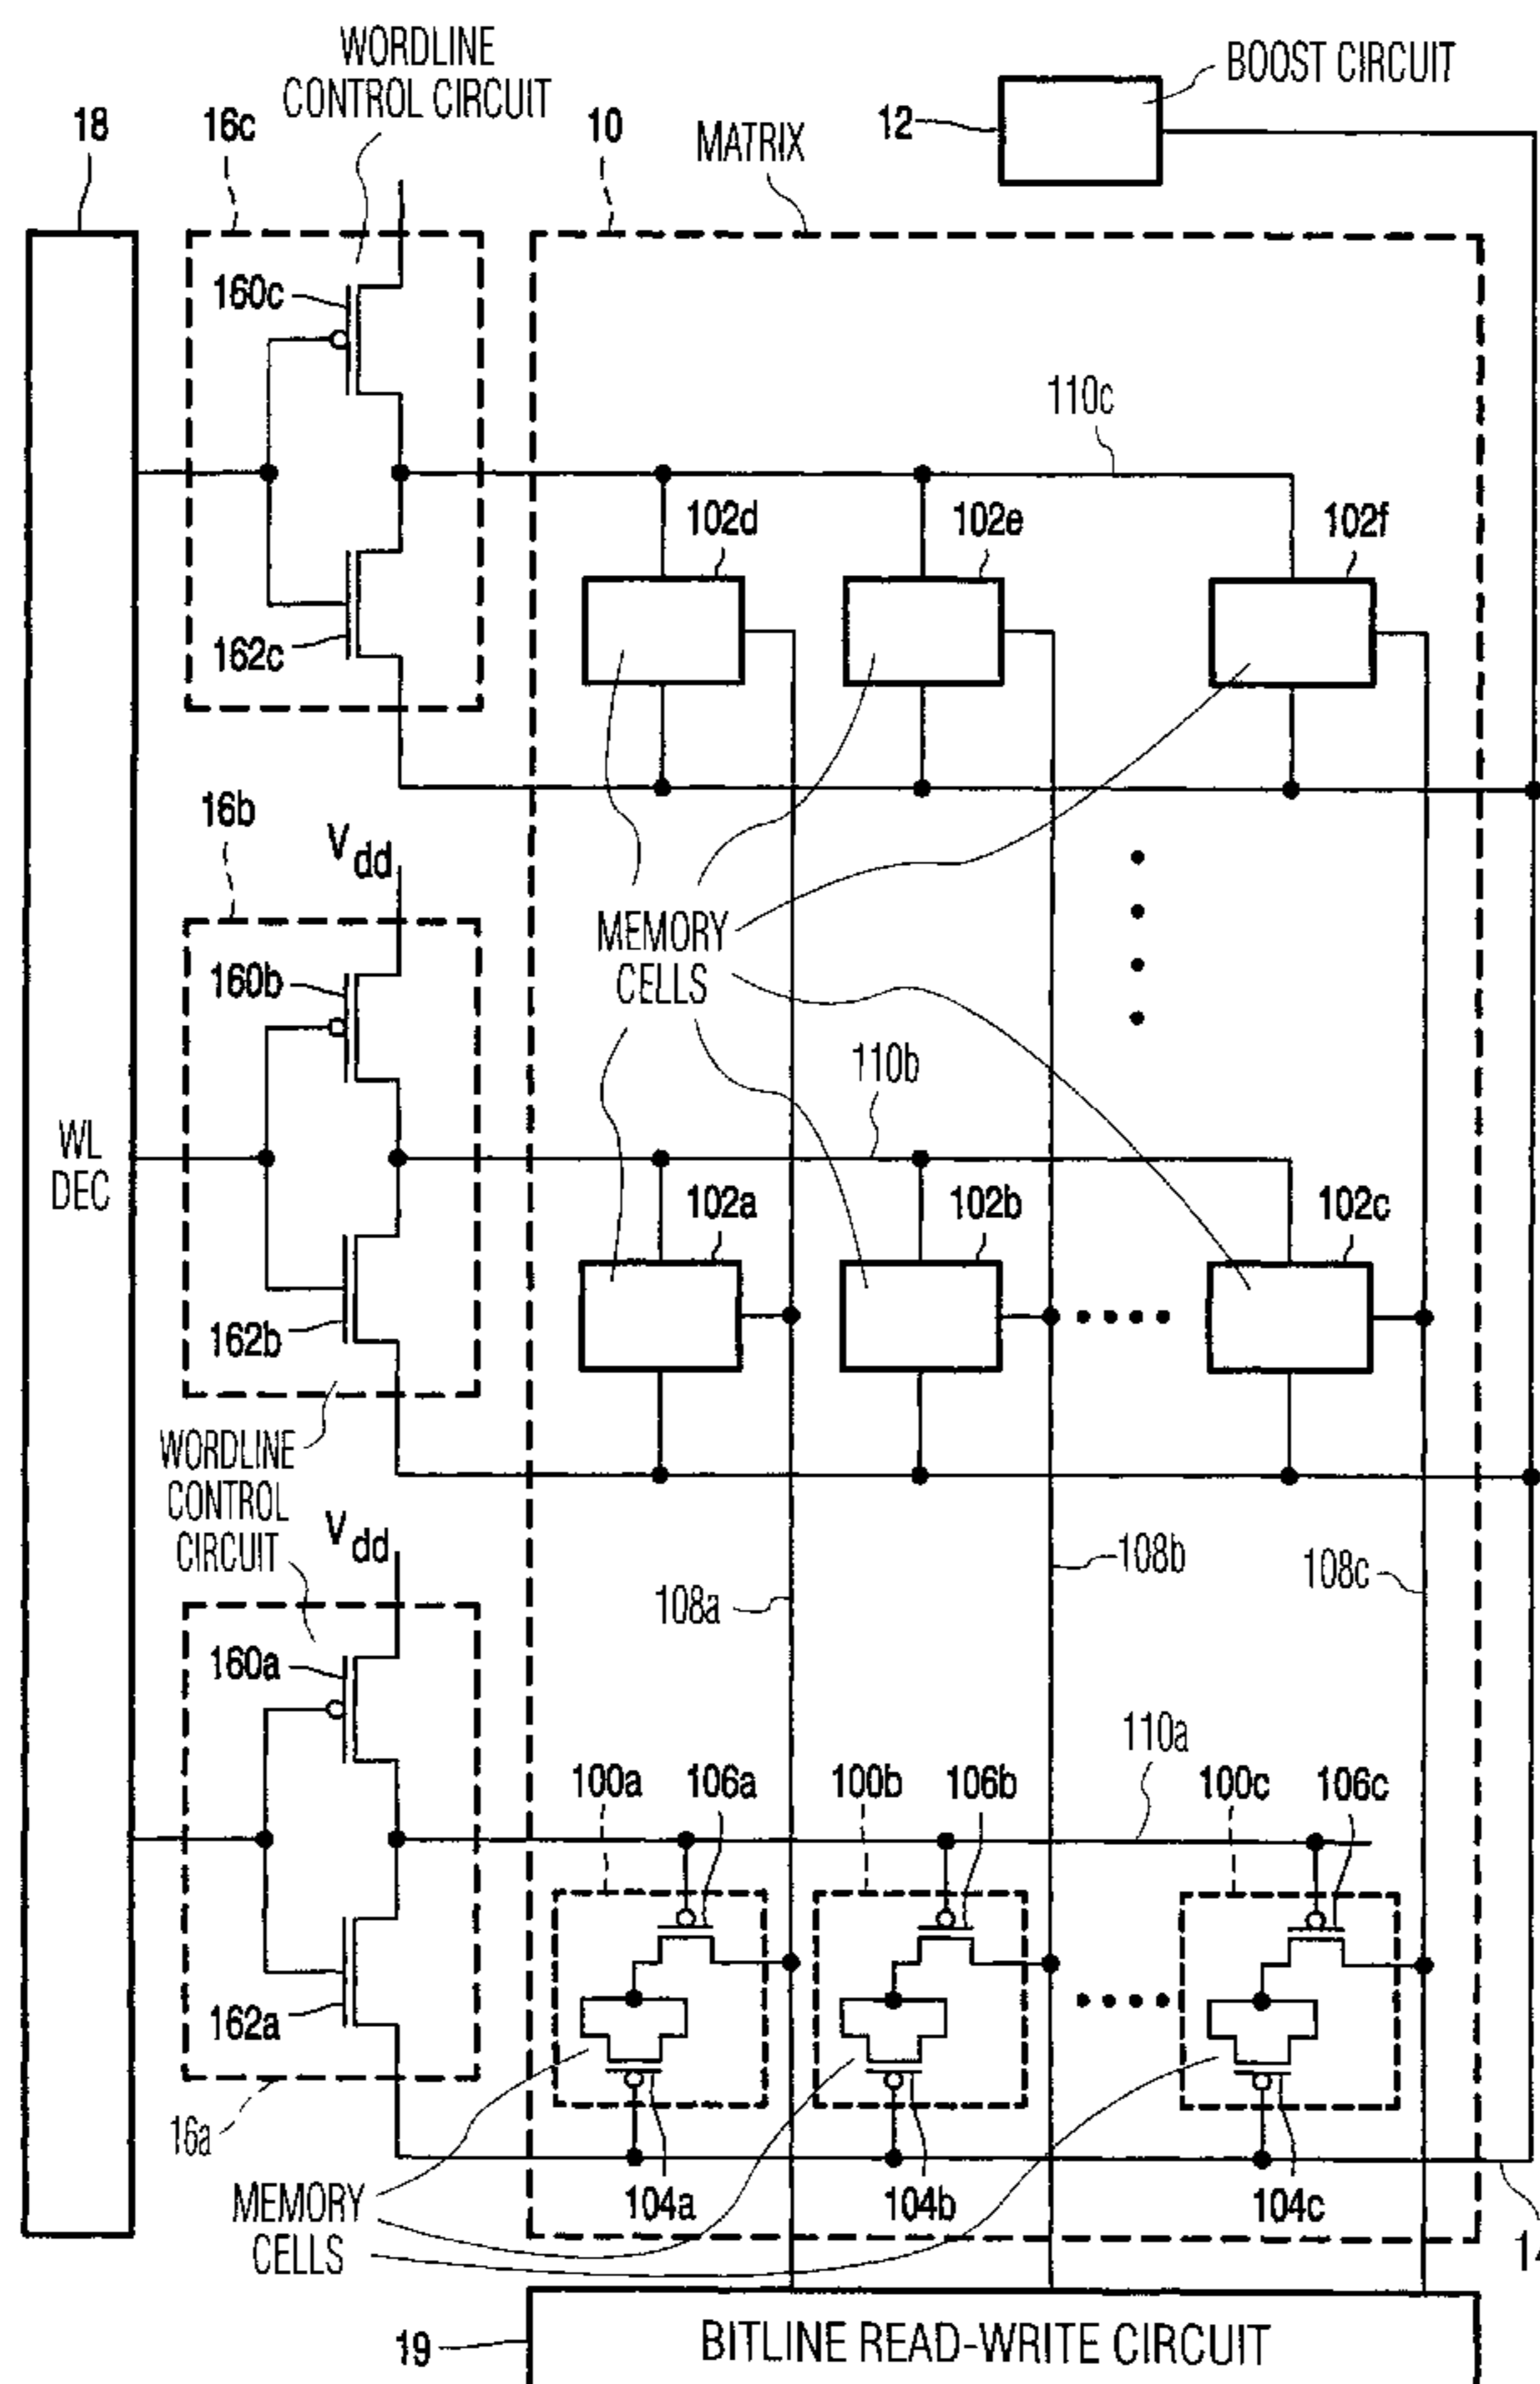 WORDLINE
CONTROL CIRCUIT
BOOST CIRCUIT
18
16c
10
MATRIX
12
160c
110c
102d
102e
102f
162c
16b
Vdd
160b
MEMORY
CELLS
110b
WL
DEC
102a
102b
102c
162b
WORDLINE
CONTROL
CIRCUIT
Vdd
108a
108b
108c
160a
110a
100a
106a
100b
106b
100c
106c
162a
16a
MEMORY
CELLS
104a
104b
104c
19
BITLINE READ-WRITE CIRCUIT